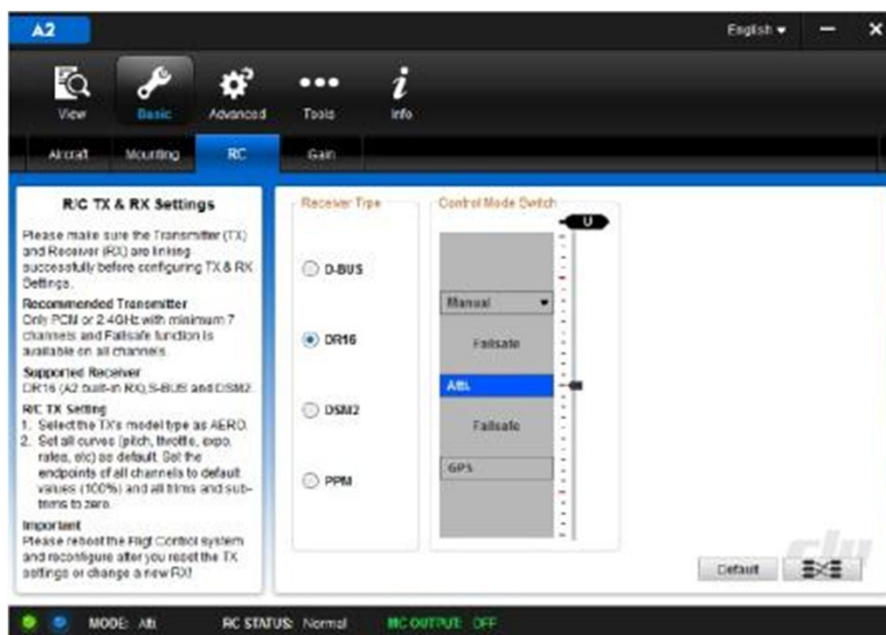 A2
English
View
Basic
Advanced
Tools
Info
Aircraft
Mounting
RC
Gain
R/C TX & RX Settings
Please make sure the Transmitter (TX)
and Receiver (RX) are linking
successfully before configuring TX & RX
Settings.
Recommended Transmitter
Only PCM or 2.4GHz with minimum 7
channels and Failsafe function is
available on all channels.
Supported Receiver
DR16 (A2 built-in RX),S-BUS and DSM2.
R/C TX Setting
1. Select the TX's model type as AERO.
2. Set all curves (pitch, throttle, expo,
rates, etc) as default. Set the
endpoints of all channels to default
values (100%) and all trims and sub-
trims to zero.
Important
Please reboot the Fligt Control system
and reconfigure after you reset the TX
settings or change a new RX!
Receiver Type
D-BUS
DR16
DSM2
PPM
Control Mode Switch
U
Manual
Failsafe
Atti.
Failsafe
GPS
Default
dji
MODE: Atti.
RC STATUS: Normal
MC OUTPUT: OFF